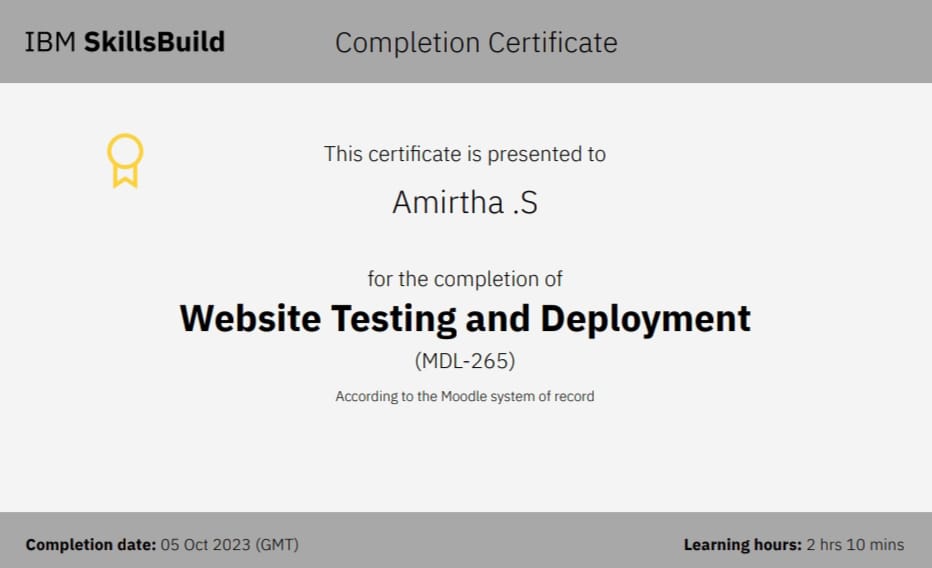 IBM SkillsBuild
Completion Certificate
This certificate is presented to
Amirtha .S
for the completion of
Website Testing and Deployment
(MDL-265)
According to the Moodle system of record
Completion date: 05 Oct 2023 (GMT)
Learning hours: 2 hrs 10 mins